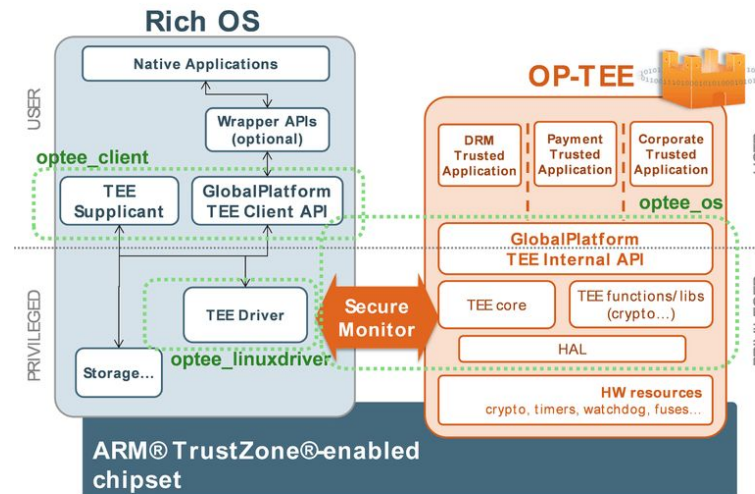 Rich OS
Native Applications
Wrapper APIs
(optional)
optee_client
TEE
Supplicant
GlobalPlatform
TEE Client API
TEE Driver
optee_linuxdriver
Storage...
USER
PRIVILEGED
Secure
Monitor
OP-TEE
DRM
Trusted
Application
Payment
Trusted
Application
Corporate
Trusted
Application
optee_os
GlobalPlatform
TEE Internal API
TEE core
TEE functions/ libs
(crypto...)
HAL
HW resources
crypto, timers, watchdog, fuses...
ARM® TrustZone®-enabled
chipset